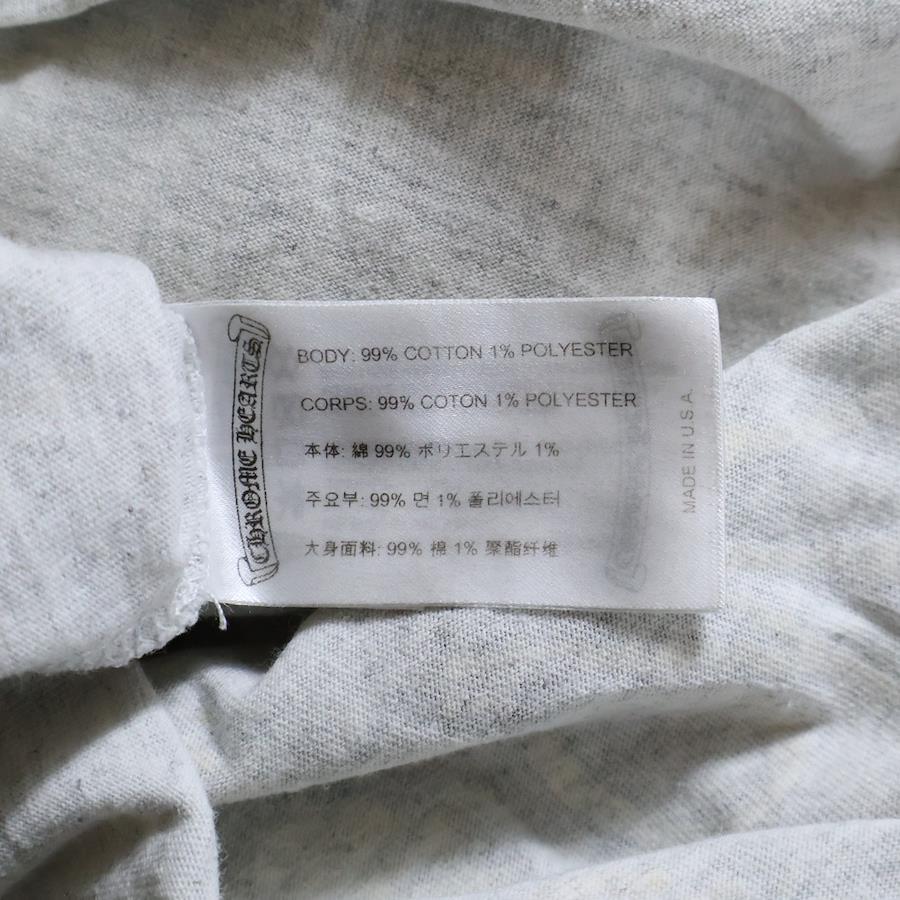 CHROME HEARTS
BODY: 99% COTTON 1% POLYESTER
CORPS: 99% COTON 1% POLYESTER
本体: 綿 99% ポリエステル 1%
주요부: 99% 면 1% 폴리에스터
大身面料: 99% 棉 1% 聚酯纤维
MADE IN U.S.A.